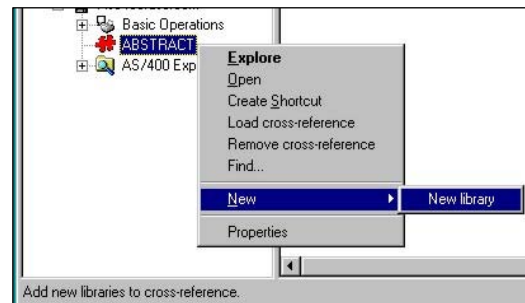 Basic Operations
ABSTRACT
AS/400 Exp
Explore
Open
Create Shortcut
Load cross-reference
Remove cross-reference
Find...
New
New library
Properties
Add new libraries to cross-reference.